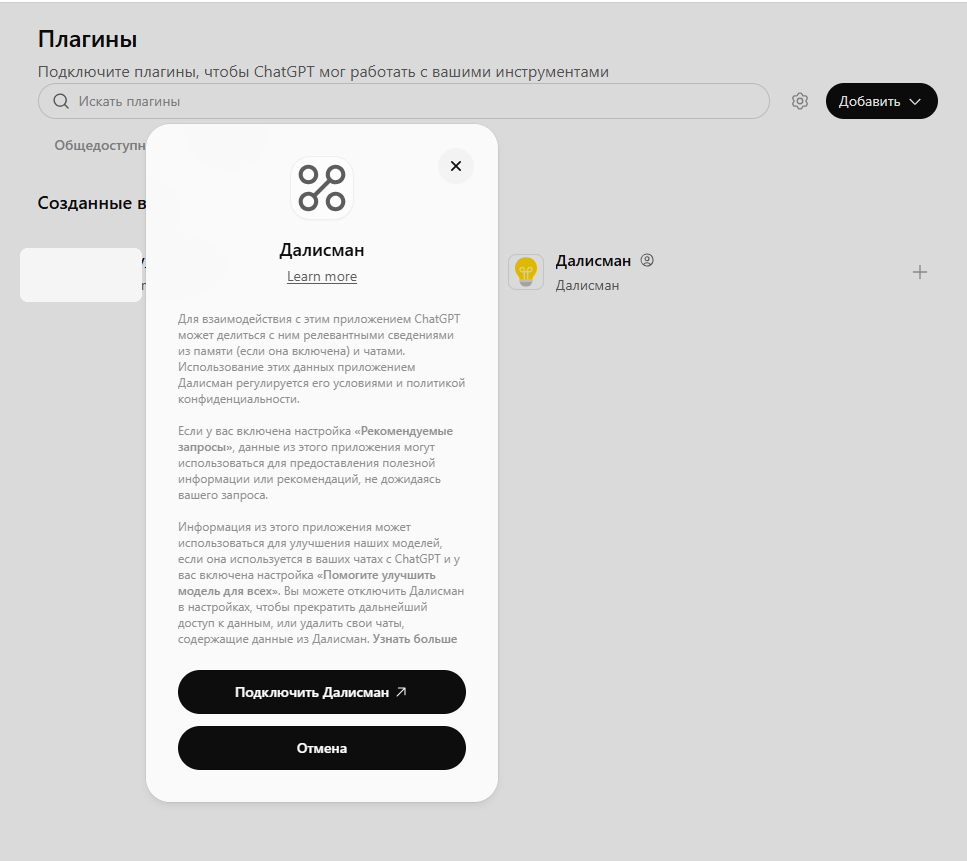 Плагины
Подключите плагины, чтобы ChatGPT мог работать с вашими инструментами
Искать плагины
Добавить
Общедоступн
Созданные в
Далисман
Далисман
Далисман
Learn more
Для взаимодействия с этим приложением ChatGPT
может делиться с ним релевантными сведениями
из памяти (если она включена) и чатами.
Использование этих данных приложением
Далисман регулируется его условиями и политикой
конфиденциальности.
Если у вас включена настройка «Рекомендуемые
запросы», данные из этого приложения могут
использоваться для предоставления полезной
информации или рекомендаций, не дожидаясь
вашего запроса.
Информация из этого приложения может
использоваться для улучшения наших моделей,
если она используется в ваших чатах с ChatGPT и у
вас включена настройка «Помогите улучшить
модель для всех». Вы можете отключить Далисман
в настройках, чтобы прекратить дальнейший
доступ к данным, или удалить свои чаты,
содержащие данные из Далисман. Узнать больше
Подключить Далисман
Отмена